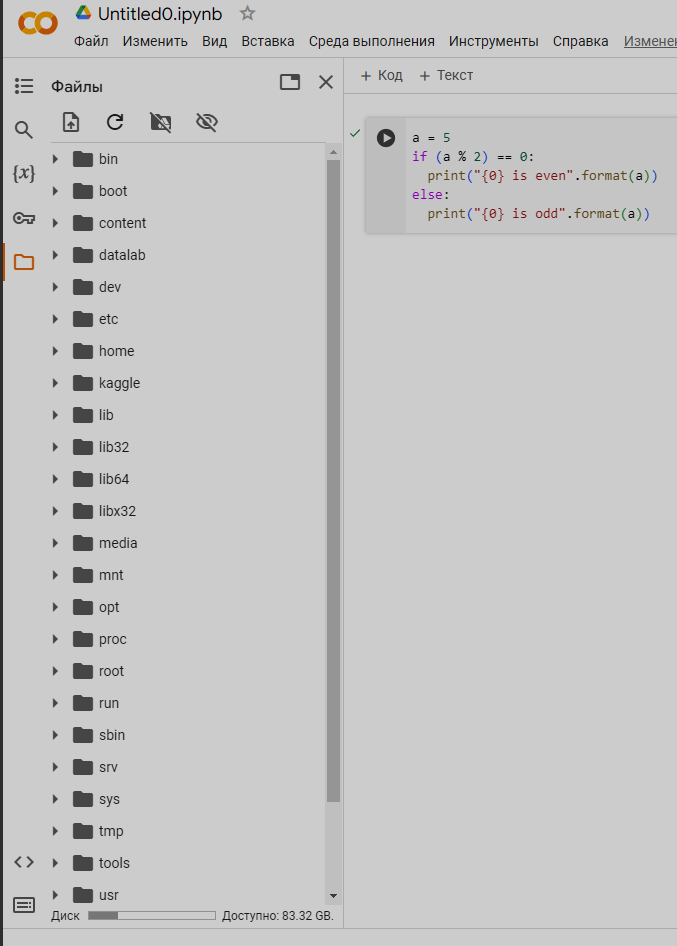 Untitled0.ipynb
Файл Изменить Вид Вставка Среда выполнения Инструменты Справка Изменен
Файлы
+ Код + Текст
{x}
bin
boot
content
datalab
dev
etc
home
kaggle
lib
lib32
lib64
libx32
media
mnt
opt
proc
root
run
sbin
srv
sys
tmp
tools
usr
Диск Доступно: 83.32 GB.
a = 5
if (a % 2) == 0:
print("{0} is even".format(a))
else:
print("{0} is odd".format(a))